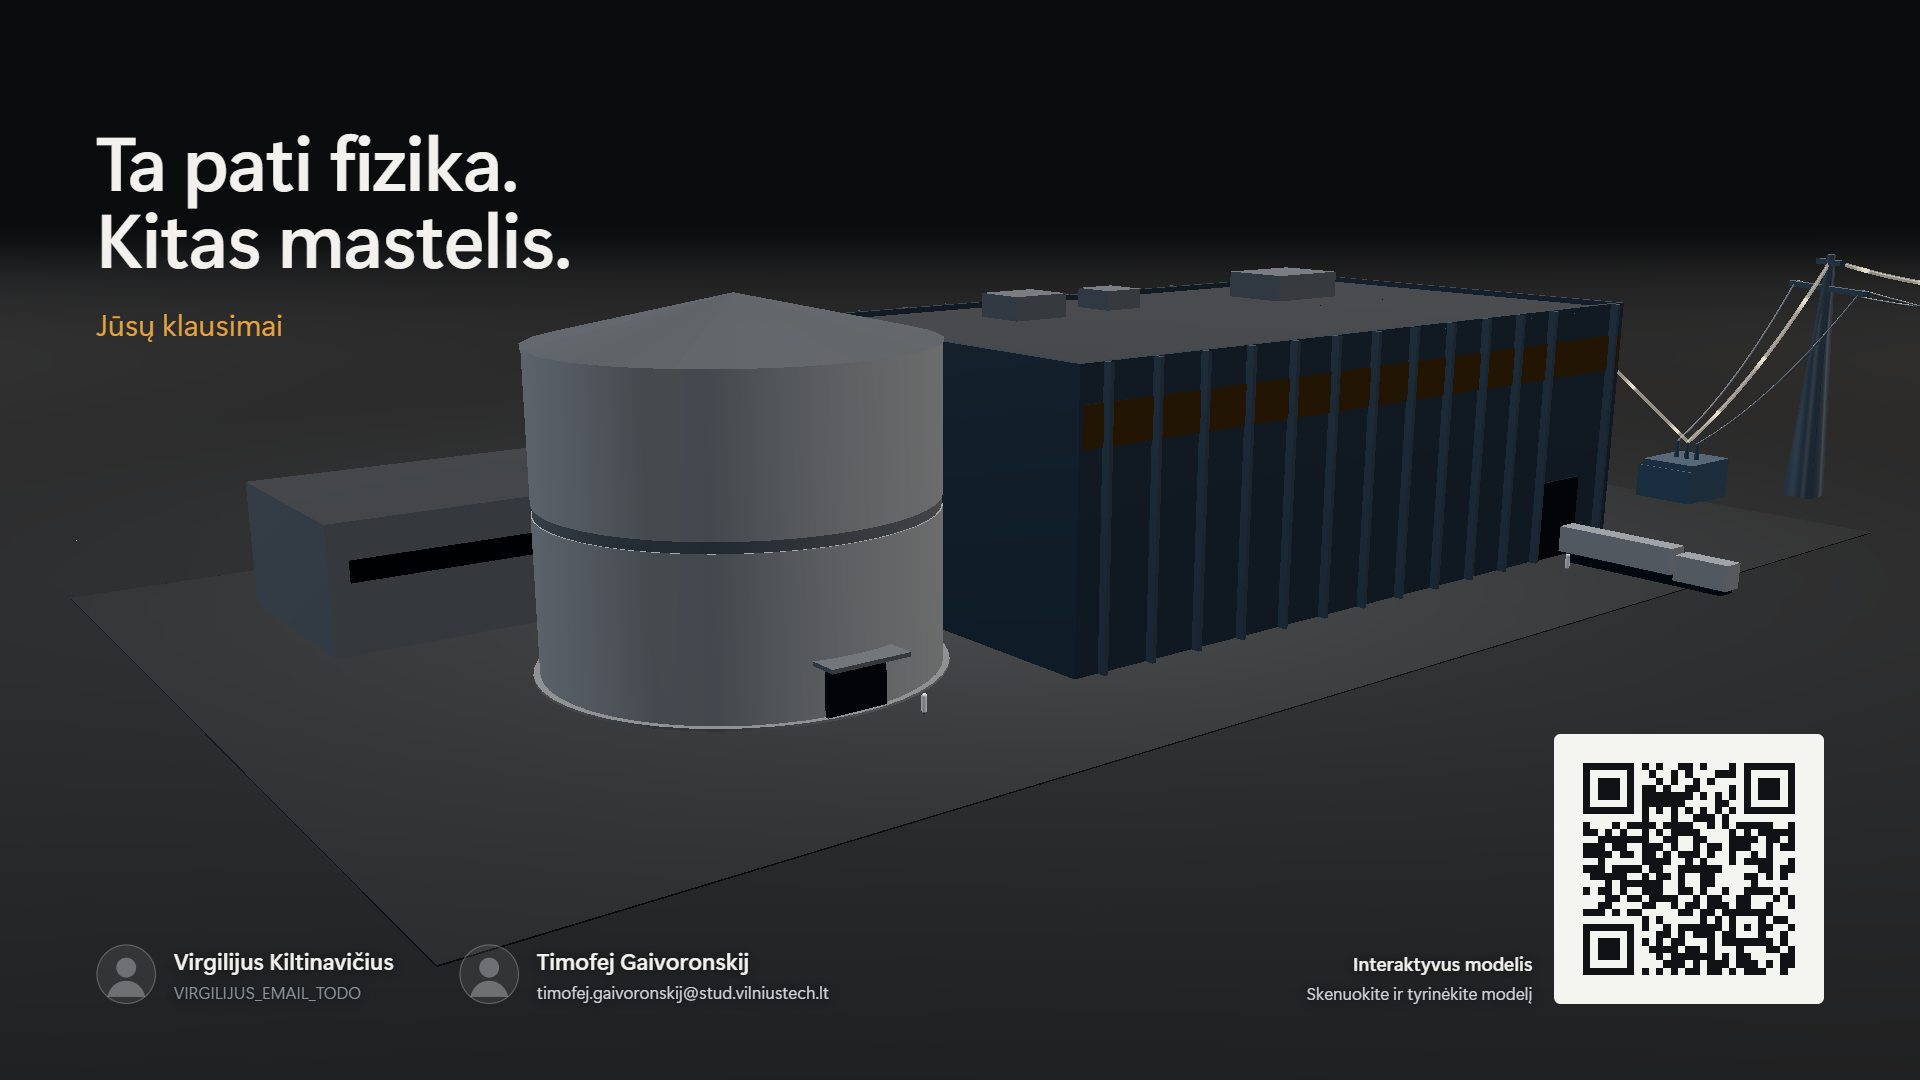 Ta pati fizika.
Kitas mastelis.
Jūsų klausimai
Virgilijus Kiltinavičius
VIRGILIJUS_EMAIL_TODO
Timofej Gaivoronskij
timofej.gaivoronskij@stud.vilniustech.lt
Interaktyvus modelis
Skenuokite ir tyrinėkite modelį